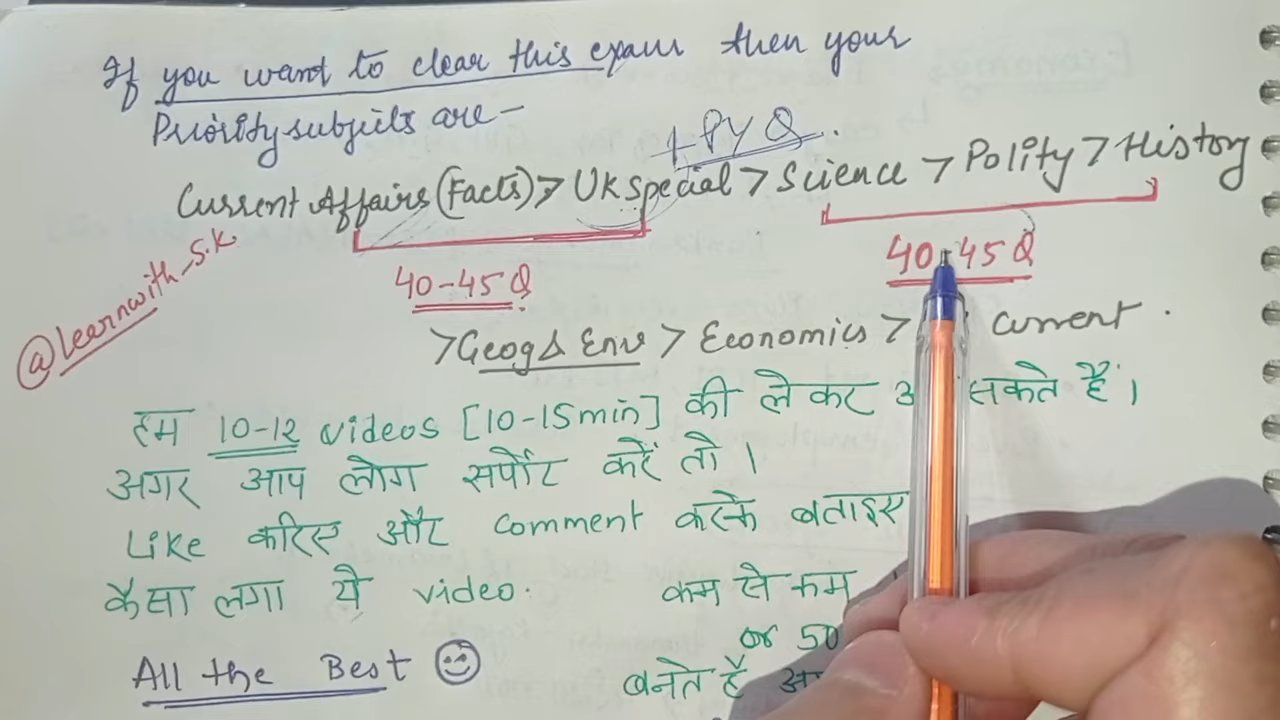 If you want to clear this exam then your
Priority subjects are -
+ PYQ..
Current Affairs (Facts) > UK Special > Science > Polity > History
@learnwith_S.K.
40-45 Q
40-45 Q
> Geog & Env > Economics > Current .
हम 10-12 videos [10-15min] की लेकर सकते हैं।
अगर आप लोग सर्पोट करें तो ।
Like करिए और comment करके बताइए
कैसा लगा ये video.
कम से कम
or 50
बनते है
All the Best ☺